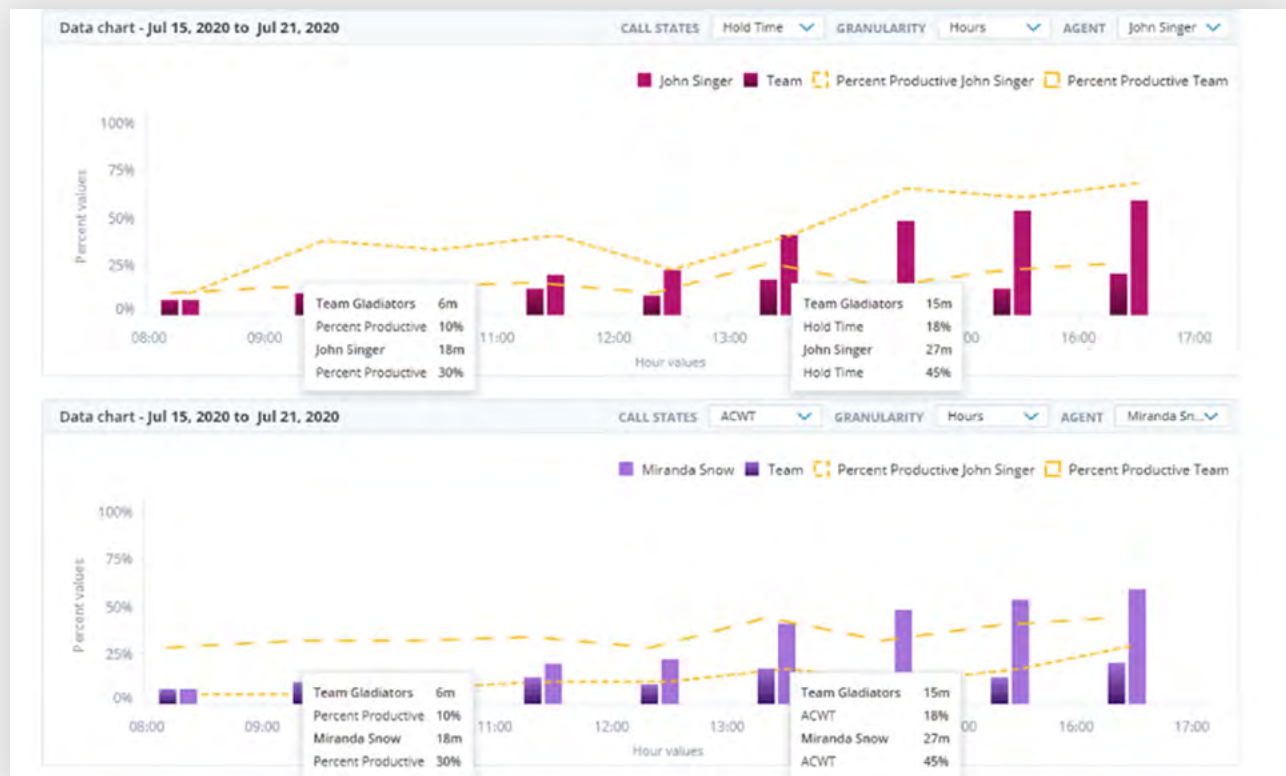 Data chart - Jul 15, 2020 to Jul 21, 2020 CALL STATES Hold Time GRANULARITY Hours AGENT John Singer
John Singer Team Percent Productive John Singer Percent Productive Team
100%
75%
50%
25%
0%
Percent values
08:00 09:00 11:00 12:00 13:00 00 16:00 17:00
Hour values
Team Gladiators 6m
Percent Productive 10%
John Singer 18m
Percent Productive 30%
Team Gladiators 15m
Hold Time 18%
John Singer 27m
Hold Time 45%
Data chart - Jul 15, 2020 to Jul 21, 2020 CALL STATES ACWT GRANULARITY Hours AGENT Miranda Sn...
Miranda Snow Team Percent Productive John Singer Percent Productive Team
100%
75%
50%
25%
0%
Percent values
08:00 09:00 11:00 12:00 13:00 00 16:00 17:00
Hour values
Team Gladiators 6m
Percent Productive 10%
Miranda Snow 18m
Percent Productive 30%
Team Gladiators 15m
ACWT 18%
Miranda Snow 27m
ACWT 45%